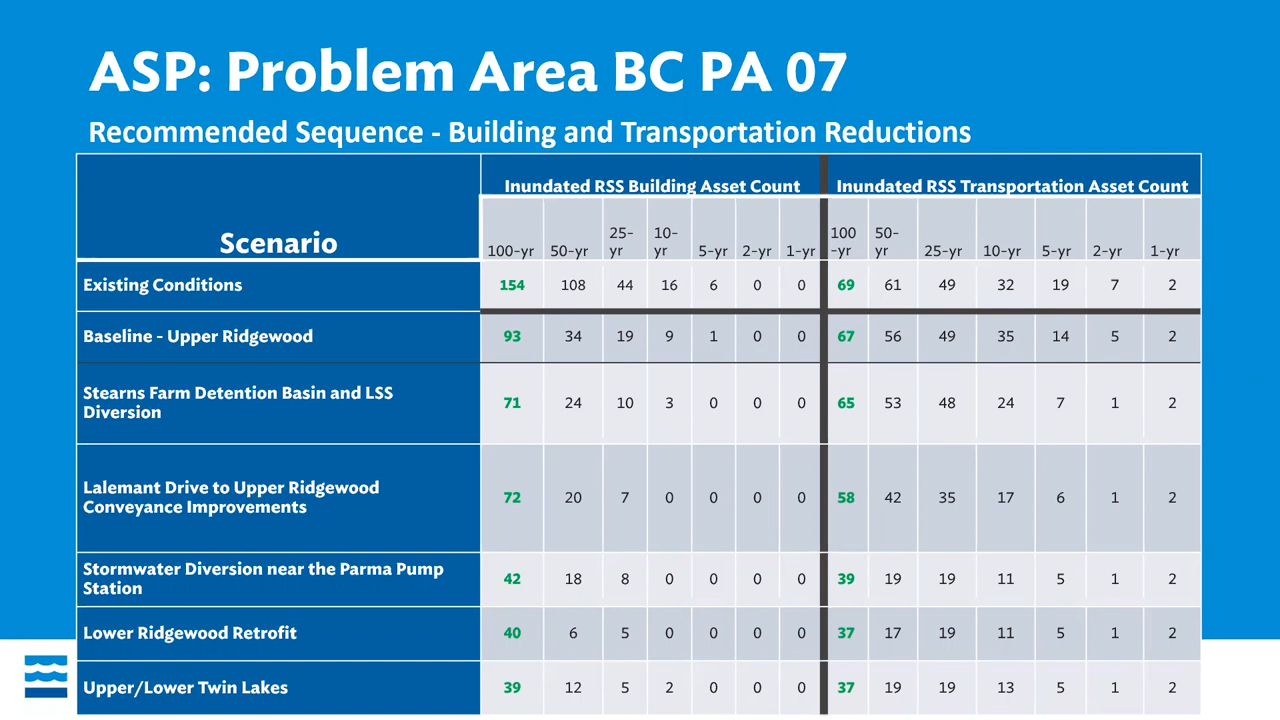 ASP: Problem Area BC PA 07
Recommended Sequence - Building and Transportation Reductions
Scenario
Inundated RSS Building Asset Count
Inundated RSS Transportation Asset Count
100-yr 50-yr 25-yr 10-yr 5-yr 2-yr 1-yr 100-yr 50-yr 25-yr 10-yr 5-yr 2-yr 1-yr
Existing Conditions 154 108 44 16 6 0 0 69 61 49 32 19 7 2
Baseline - Upper Ridgewood 93 34 19 9 1 0 0 67 56 49 35 14 5 2
Stearns Farm Detention Basin and LSS
Diversion 71 24 10 3 0 0 0 65 53 48 24 7 1 2
Lalemant Drive to Upper Ridgewood
Conveyance Improvements 72 20 7 0 0 0 0 58 42 35 17 6 1 2
Stormwater Diversion near the Parma Pump
Station 42 18 8 0 0 0 0 39 19 19 11 5 1 2
Lower Ridgewood Retrofit 40 6 5 0 0 0 0 37 17 19 11 5 1 2
Upper/Lower Twin Lakes 39 12 5 2 0 0 0 37 19 19 13 5 1 2